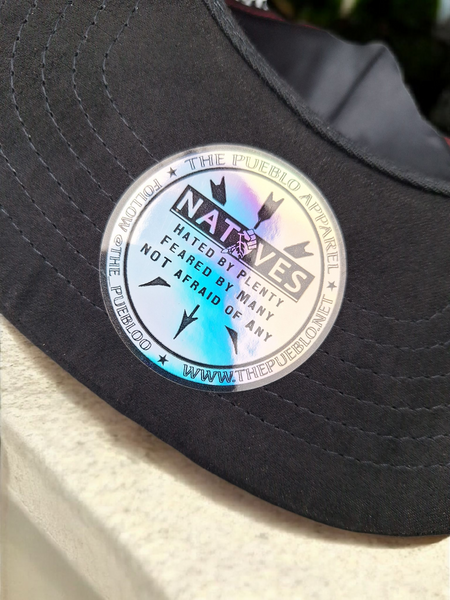 ★ THE PUEBLO APPAREL ★
NATIVES
HATED BY PLENTY
FEARED BY MANY
NOT AFRAID OF ANY
WWW.THEPUEBLO.NET ★
FOLLOW @THE_PUEBLOO